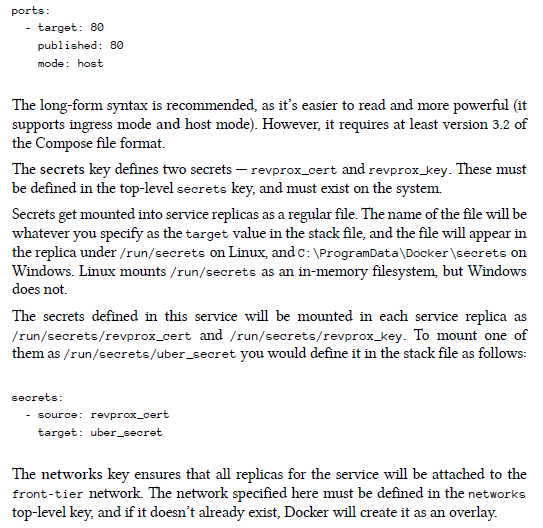 ports:
  - target: 80
    published: 80
    mode: host
The long-form syntax is recommended, as it’s easier to read and more powerful (it
supports ingress mode and host mode). However, it requires at least version 3.2 of
the Compose file format.
The secrets key defines two secrets — revprox_cert and revprox_key. These must
be defined in the top-level secrets key, and must exist on the system.
Secrets get mounted into service replicas as a regular file. The name of the file will be
whatever you specify as the target value in the stack file, and the file will appear in
the replica under /run/secrets on Linux, and C:\ProgramData\Docker\secrets on
Windows. Linux mounts /run/secrets as an in-memory filesystem, but Windows
does not.
The secrets defined in this service will be mounted in each service replica as
/run/secrets/revprox_cert and /run/secrets/revprox_key. To mount one of
them as /run/secrets/uber_secret you would define it in the stack file as follows:
secrets:
  - source: revprox_cert
    target: uber_secret
The networks key ensures that all replicas for the service will be attached to the
front-tier network. The network specified here must be defined in the networks
top-level key, and if it doesn’t already exist, Docker will create it as an overlay.